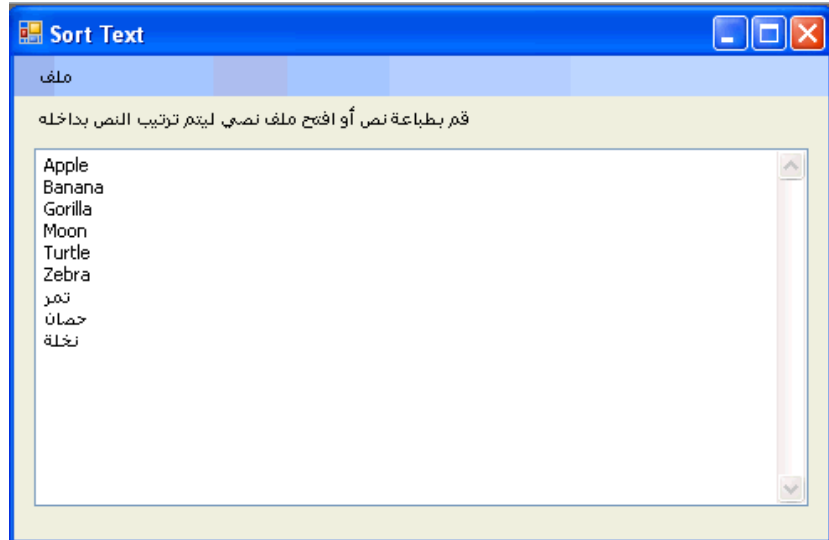 Sort Text
ملف
قم بطباعة نص أو افتح ملف نصي ليتم ترتيب النص بداخله
Apple
Banana
Gorilla
Moon
Turtle
Zebra
تمر
حصان
نخلة